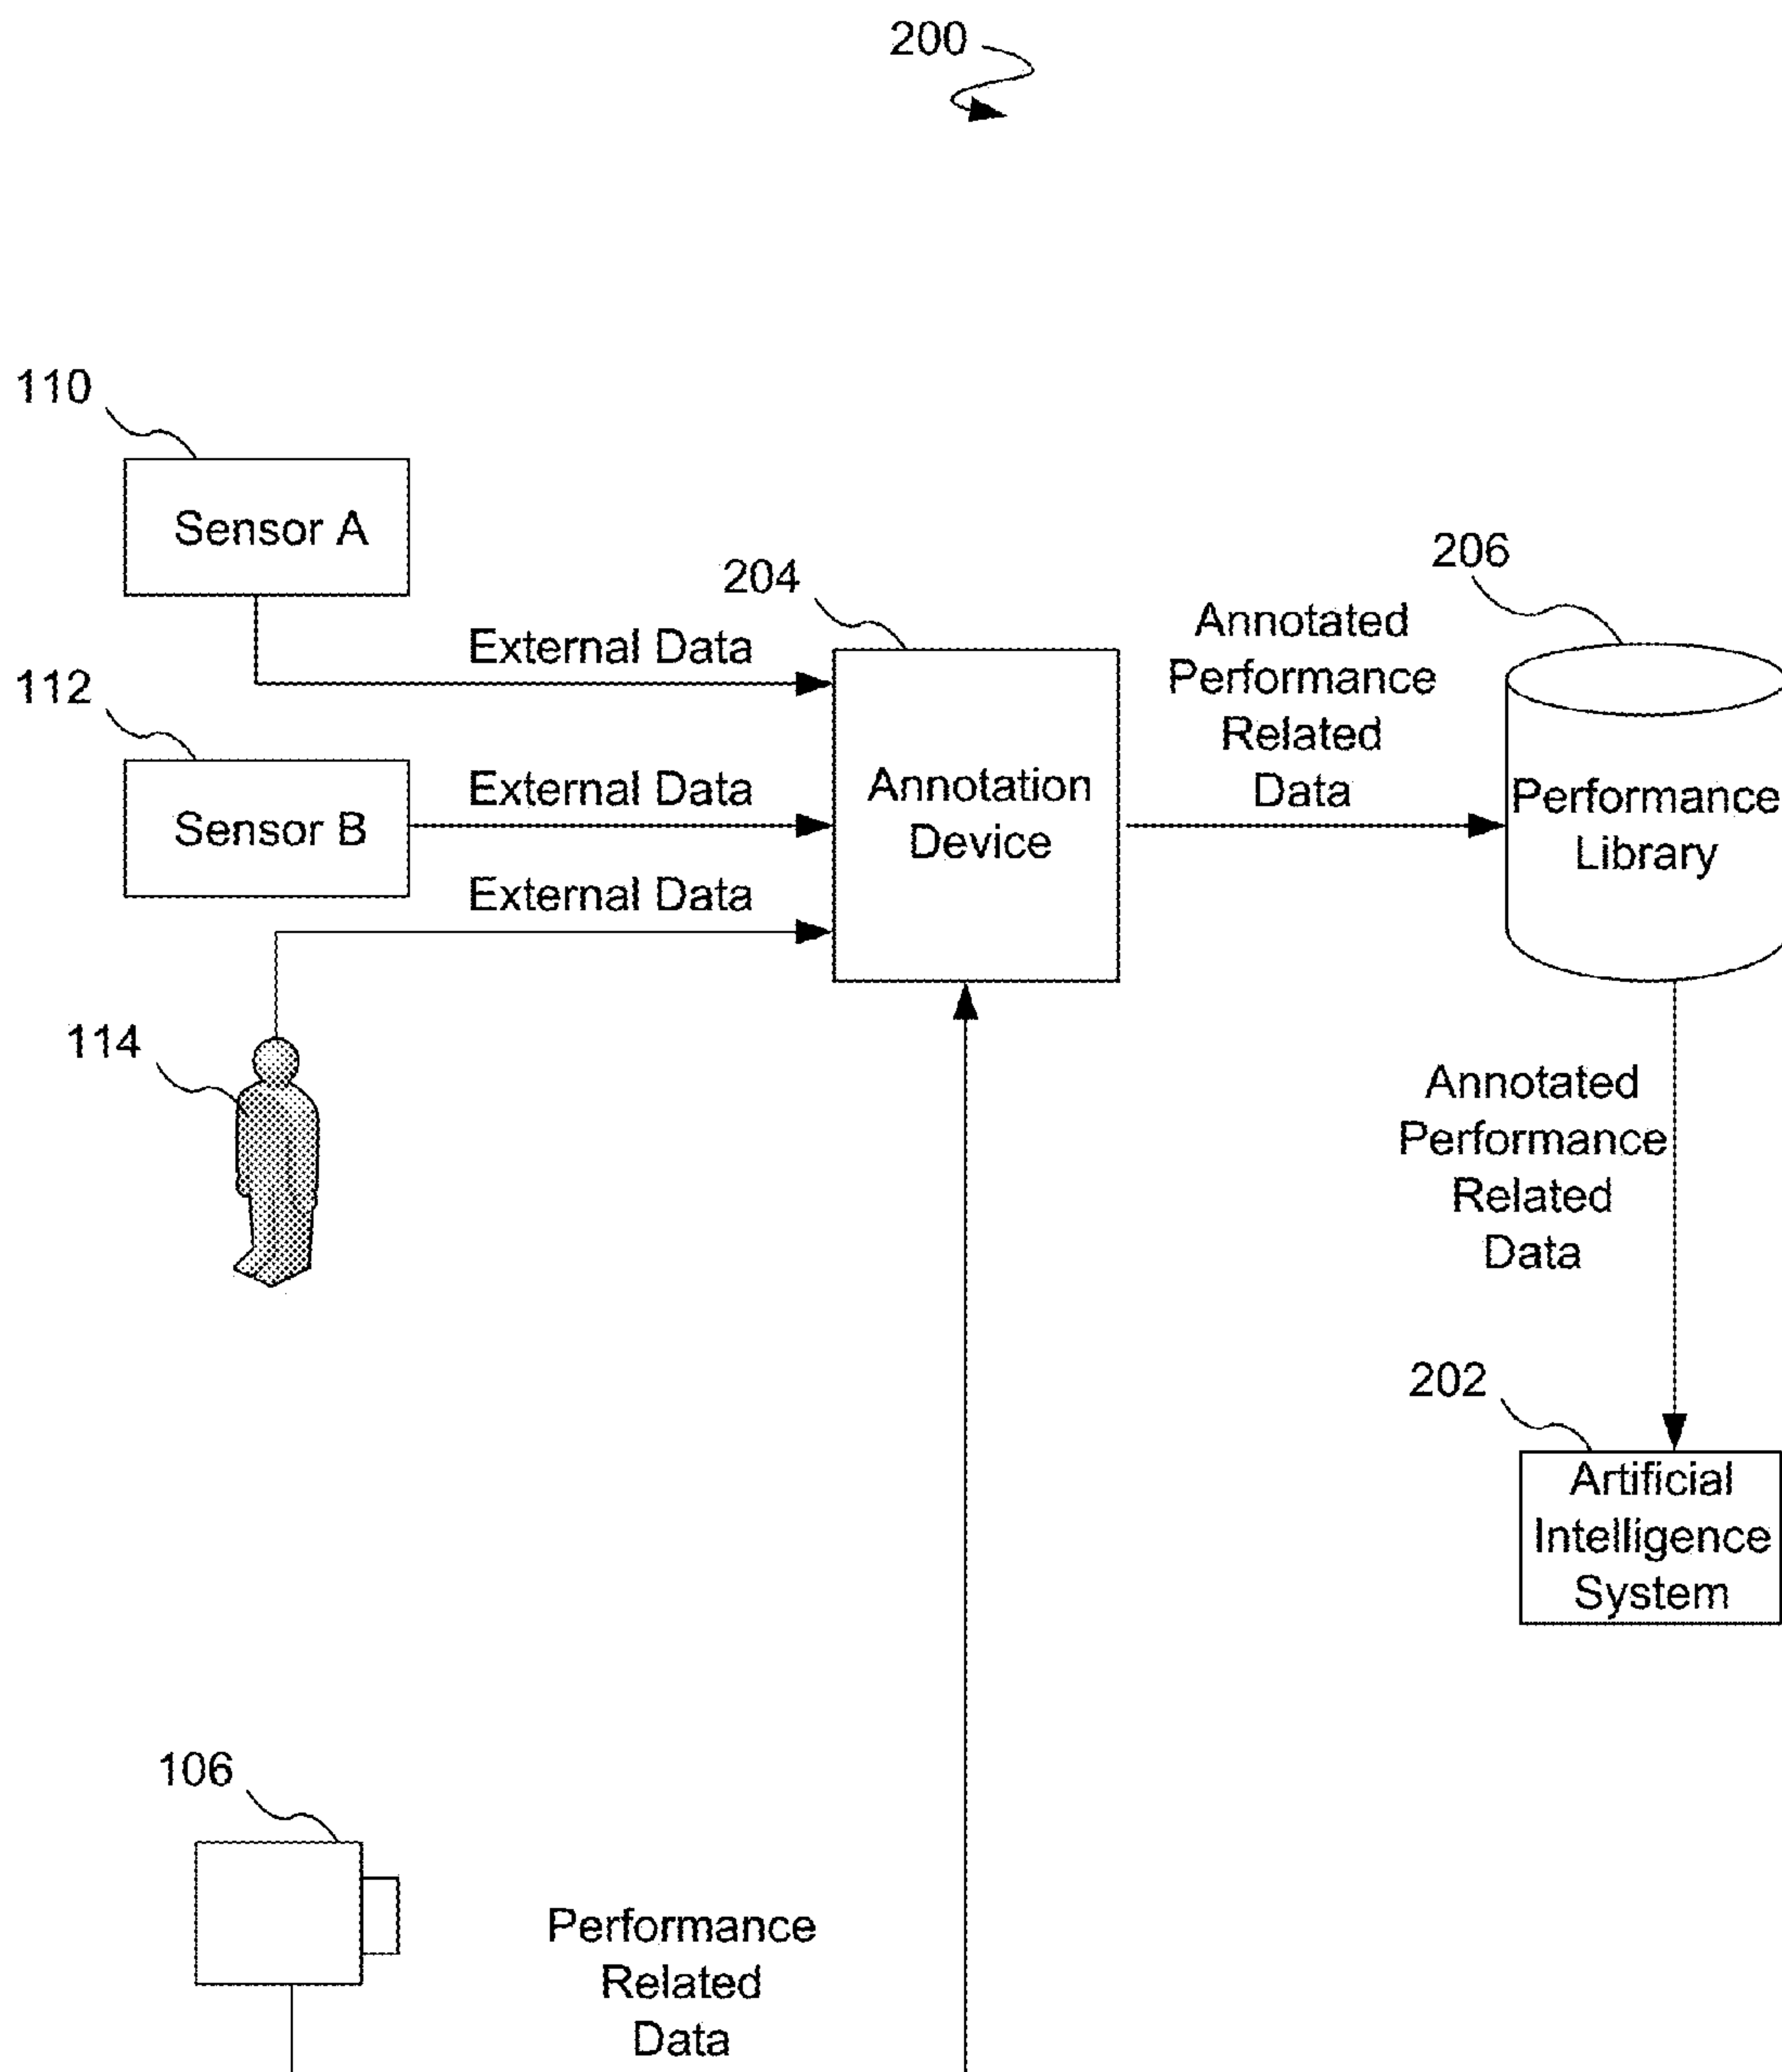 200
110
Sensor A
External Data
112
Sensor B
External Data
External Data
114
204
Annotation
Device
Annotated
Performance
Related
Data
206
Performance
Library
Annotated
Performance
Related
Data
202
Artificial
Intelligence
System
106
Performance
Related
Data